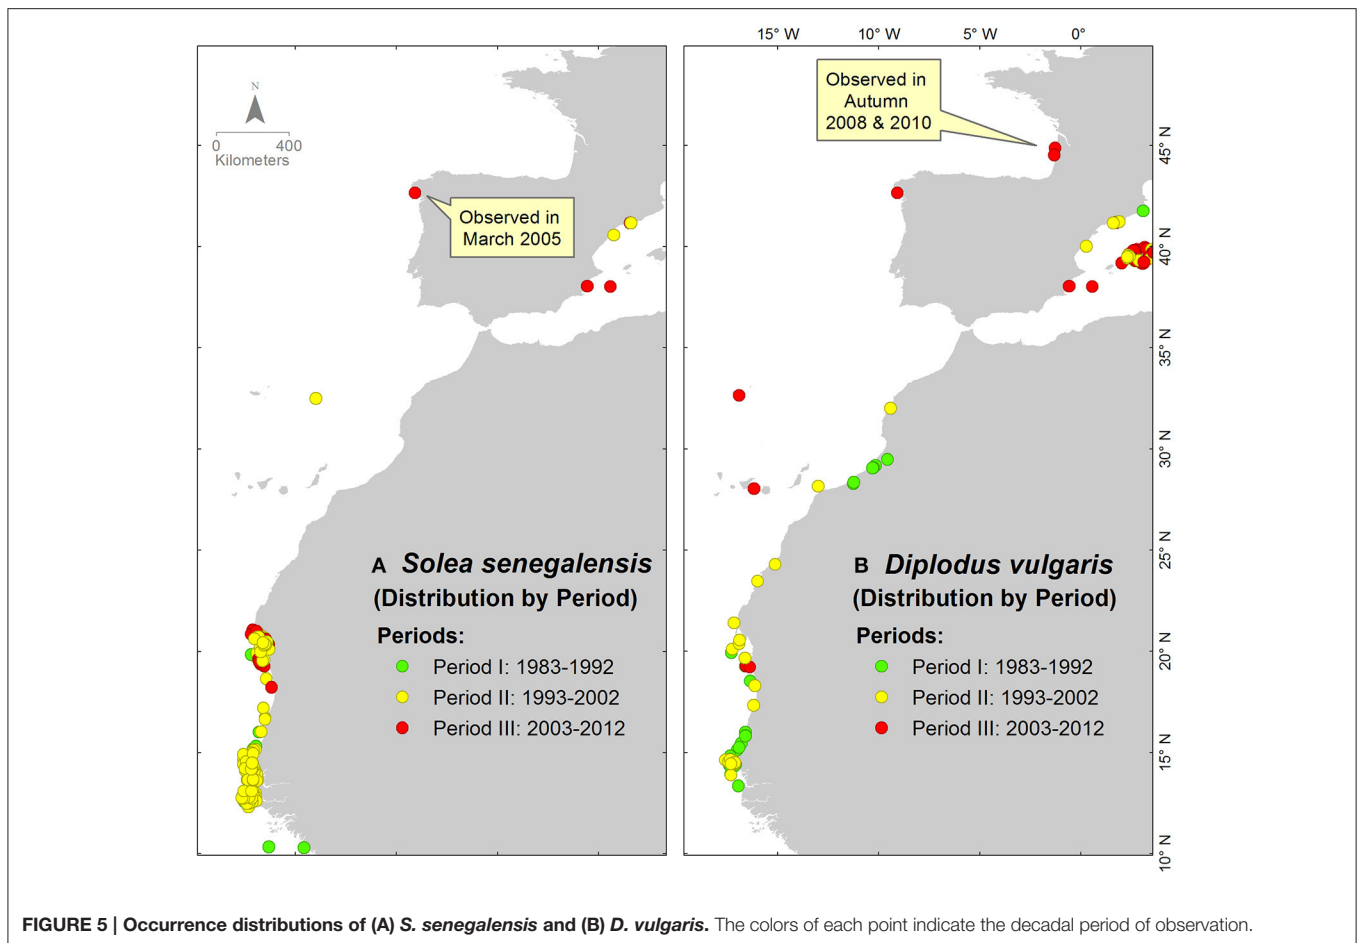 15° W 10° W 5° W 0°
N
0 400
Kilometers
Observed in
March 2005
A Solea senegalensis
(Distribution by Period)
Periods:
Period I: 1983-1992
Period II: 1993-2002
Period III: 2003-2012
Observed in
Autumn
2008 & 2010
B Diplodus vulgaris
(Distribution by Period)
Periods:
Period I: 1983-1992
Period II: 1993-2002
Period III: 2003-2012
45° N
40° N
35° N
30° N
25° N
20° N
15° N
10° N
FIGURE 5 | Occurrence distributions of (A) S. senegalensis and (B) D. vulgaris. The colors of each point indicate the decadal period of observation.